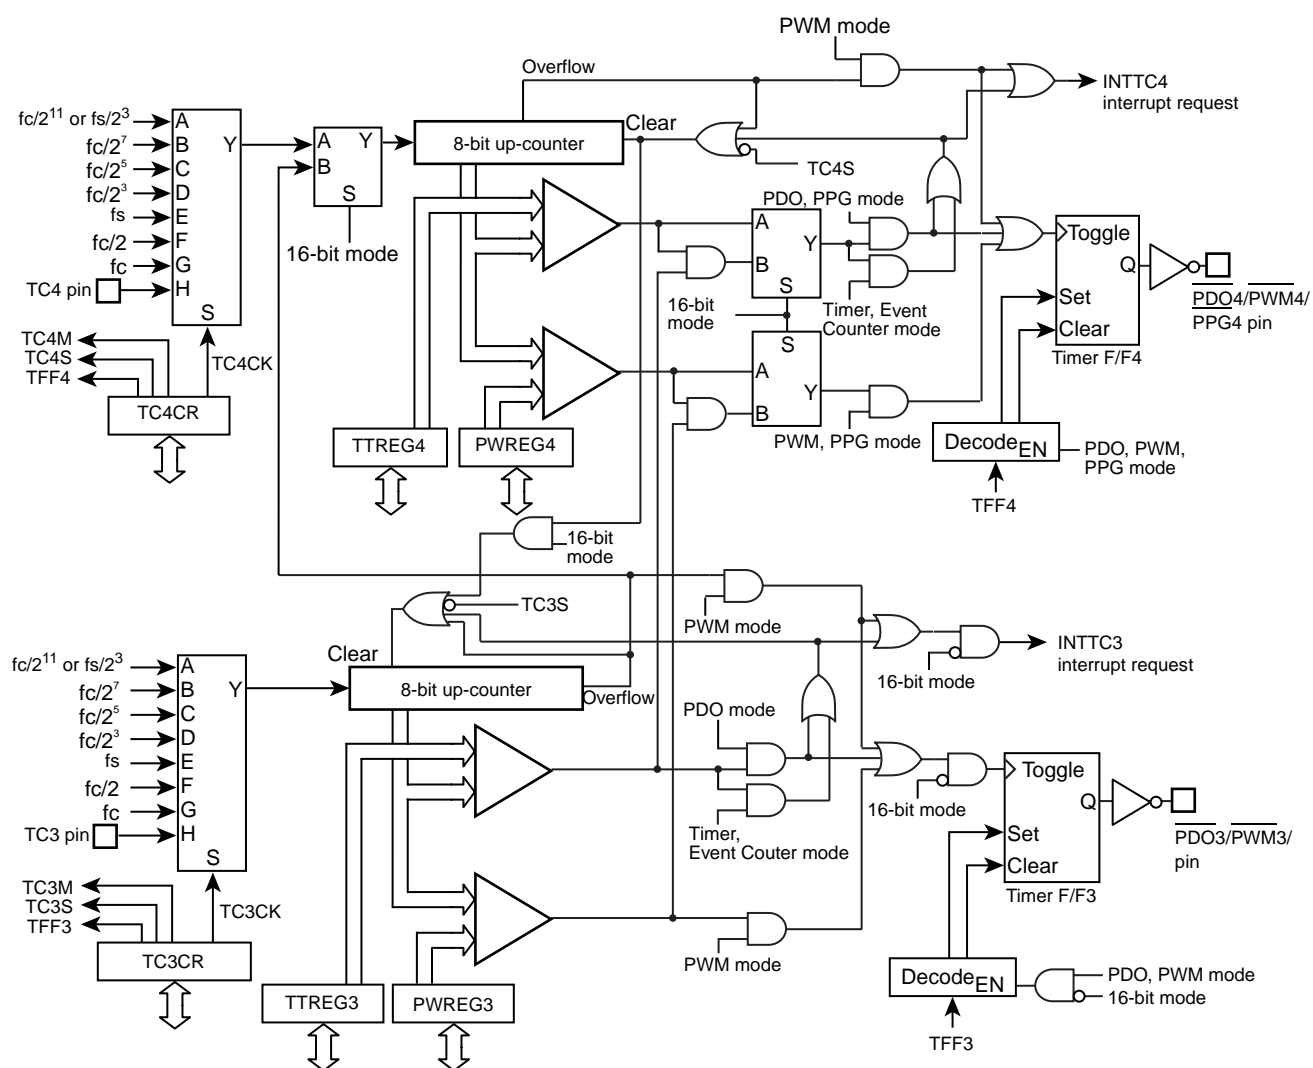 PWM mode
Overflow
INTTC4
interrupt request
fc/2¹¹ or fs/2³
fc/2⁷
fc/2⁵
fc/2³
fs
fc/2
fc
TC4 pin
A
B
C
D
E
F
G
H
Y
S
A
B
Y
S
16-bit mode
8-bit up-counter
Clear
TC4S
PDO, PPG mode
A
B
Y
S
16-bit
mode
Timer, Event
Counter mode
S
A
B
Y
PWM, PPG mode
Toggle
Q
Set
Clear
Timer F/F4
PDO4/PWM4/
PPG4 pin
TC4M
TC4S
TFF4
TC4CK
TC4CR
TTREG4
PWREG4
Decode
EN
PDO, PWM,
PPG mode
TFF4
16-bit
mode
TC3S
PWM mode
INTTC3
interrupt request
16-bit mode
Clear
8-bit up-counter
Overflow
fc/2¹¹ or fs/2³
fc/2⁷
fc/2⁵
fc/2³
fs
fc/2
fc
TC3 pin
A
B
C
D
E
F
G
H
Y
S
PDO mode
Timer,
Event Couter mode
16-bit mode
Toggle
Q
Set
Clear
Timer F/F3
PDO3/PWM3/
pin
TC3M
TC3S
TFF3
TC3CK
TC3CR
TTREG3
PWREG3
PWM mode
Decode
EN
PDO, PWM mode
16-bit mode
TFF3